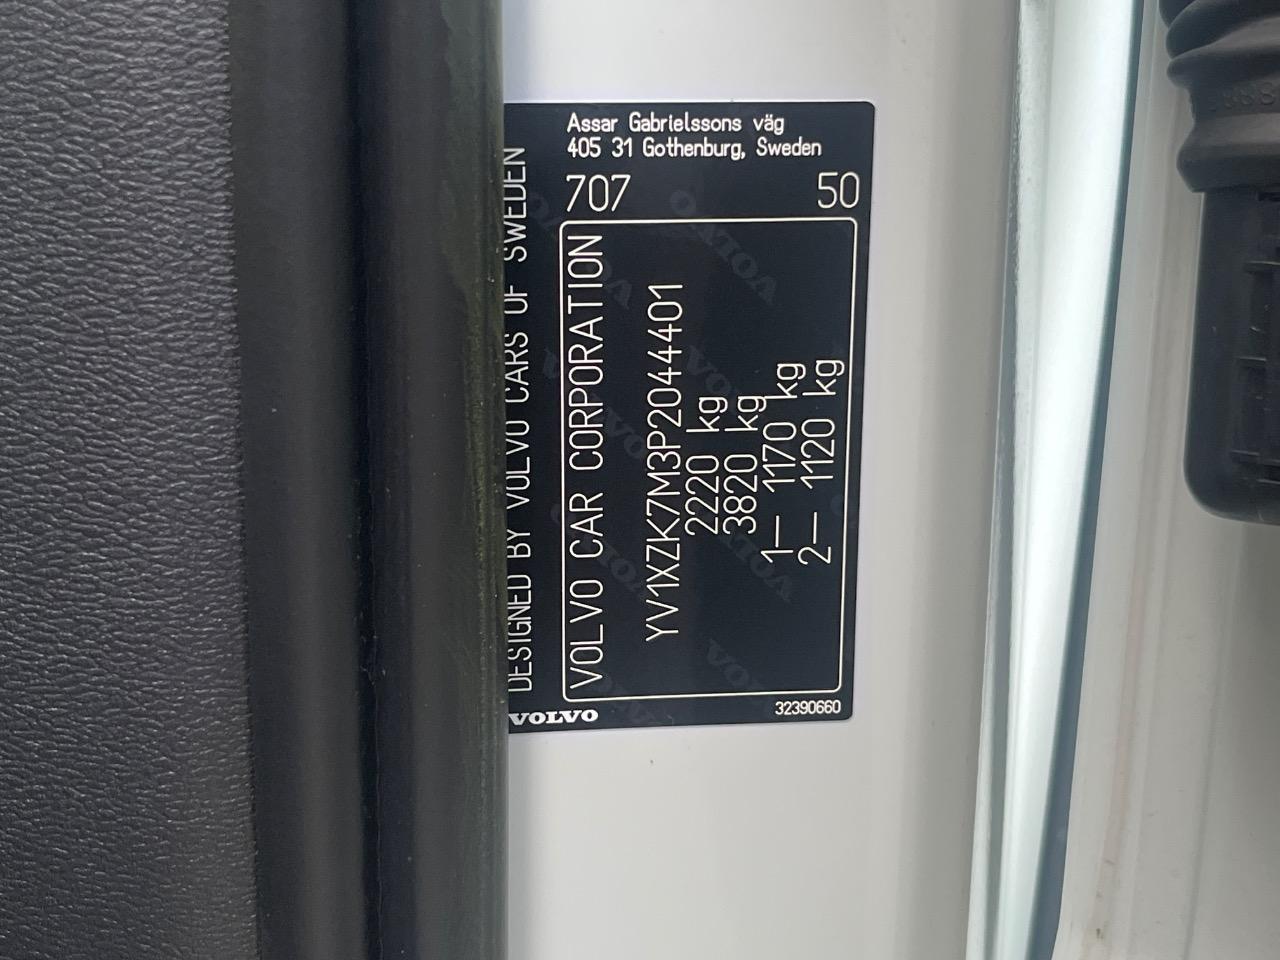 Assar Gabrielssons väg
405 31 Gothenburg, Sweden
707 50
DESIGNED BY VOLVO CARS OF SWEDEN
VOLVO CAR CORPORATION
YV1XZK7M3P2044401
2220 kg
3820 kg
1— 1170 kg
2— 1120 kg
VOLVO
32390660